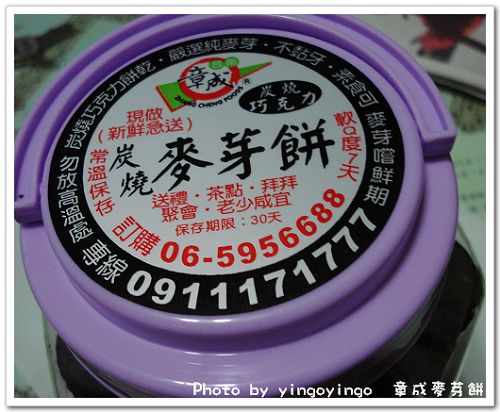 炭燒巧克力餅乾·嚴選純麥芽·不黏牙·素食可
麥芽嚐鮮期
軟Q度7天
台南
章成
ZHANG CHENG FOODS
炭燒
巧克力
現做
(新鮮急送)
常溫保存
勿放高溫處
炭燒
麥芽餅
送禮·茶點·拜拜
聚會·老少咸宜
保存期限:30天
訂購 06-5956688
專線 0911171777
Photo by yingoyingo 章成麥芽餅